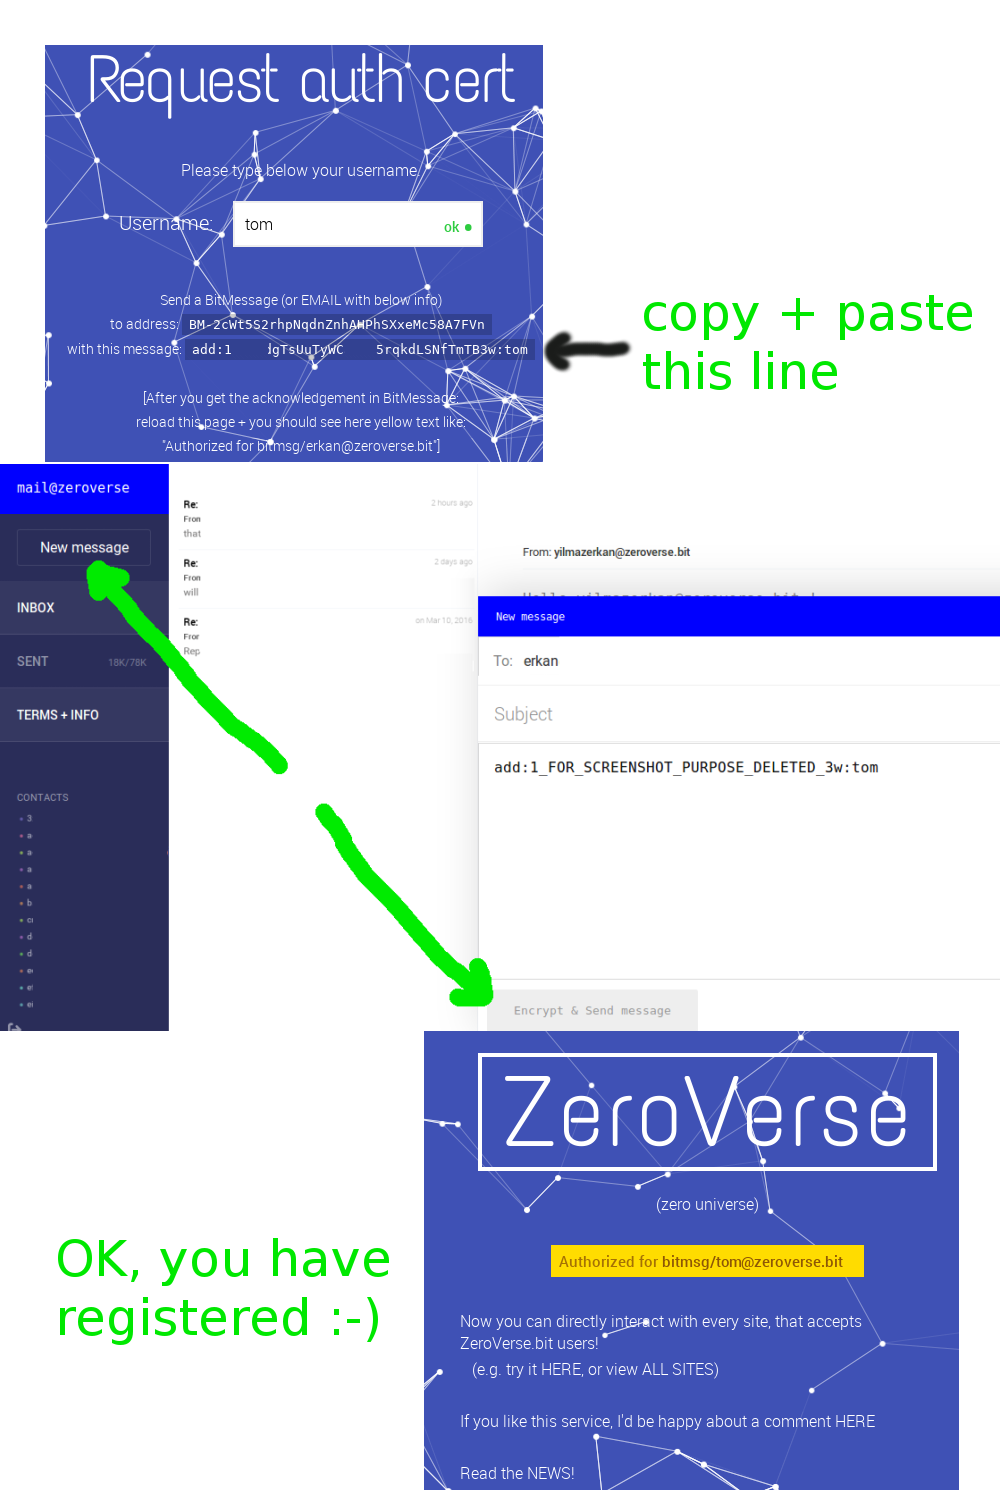 Request auth cert
Please type below your username
Username: tom ok
Send a BitMessage (or EMAIL with below info)
to address: BM-2cWt5S2rhpNqdnZnhAHPhSXxeMc58A7FVn
with this message: add:1 gTsUuTyWC 5rqkdLSNfTmTB3w:tom
[After you get the acknowledgement in BitMessage:
reload this page + you should see here yellow text like:
"Authorized for bitmsg/erkan@zeroverse.bit"]
copy + paste
this line
mail@zeroverse
New message
INBOX
SENT 18K/78K
TERMS + INFO
CONTACTS
3
a
a
a
a
b
d
d
Re: 2 hours ago
From
that
Re: 2 days ago
From
will
Re: on Mar 10, 2016
From
Rep
From: yilmazerkan@zeroverse.bit
Hello yilmazerkan@zeroverse.bit !
New message
To: erkan
Subject
add:1_FOR_SCREENSHOT_PURPOSE_DELETED_3w:tom
Encrypt & Send message
OK, you have
registered :-)
ZeroVerse
(zero universe)
Authorized for bitmsg/tom@zeroverse.bit
Now you can directly interact with every site, that accepts
ZeroVerse.bit users!
(e.g. try it HERE, or view ALL SITES)
If you like this service, I'd be happy about a comment HERE
Read the NEWS!